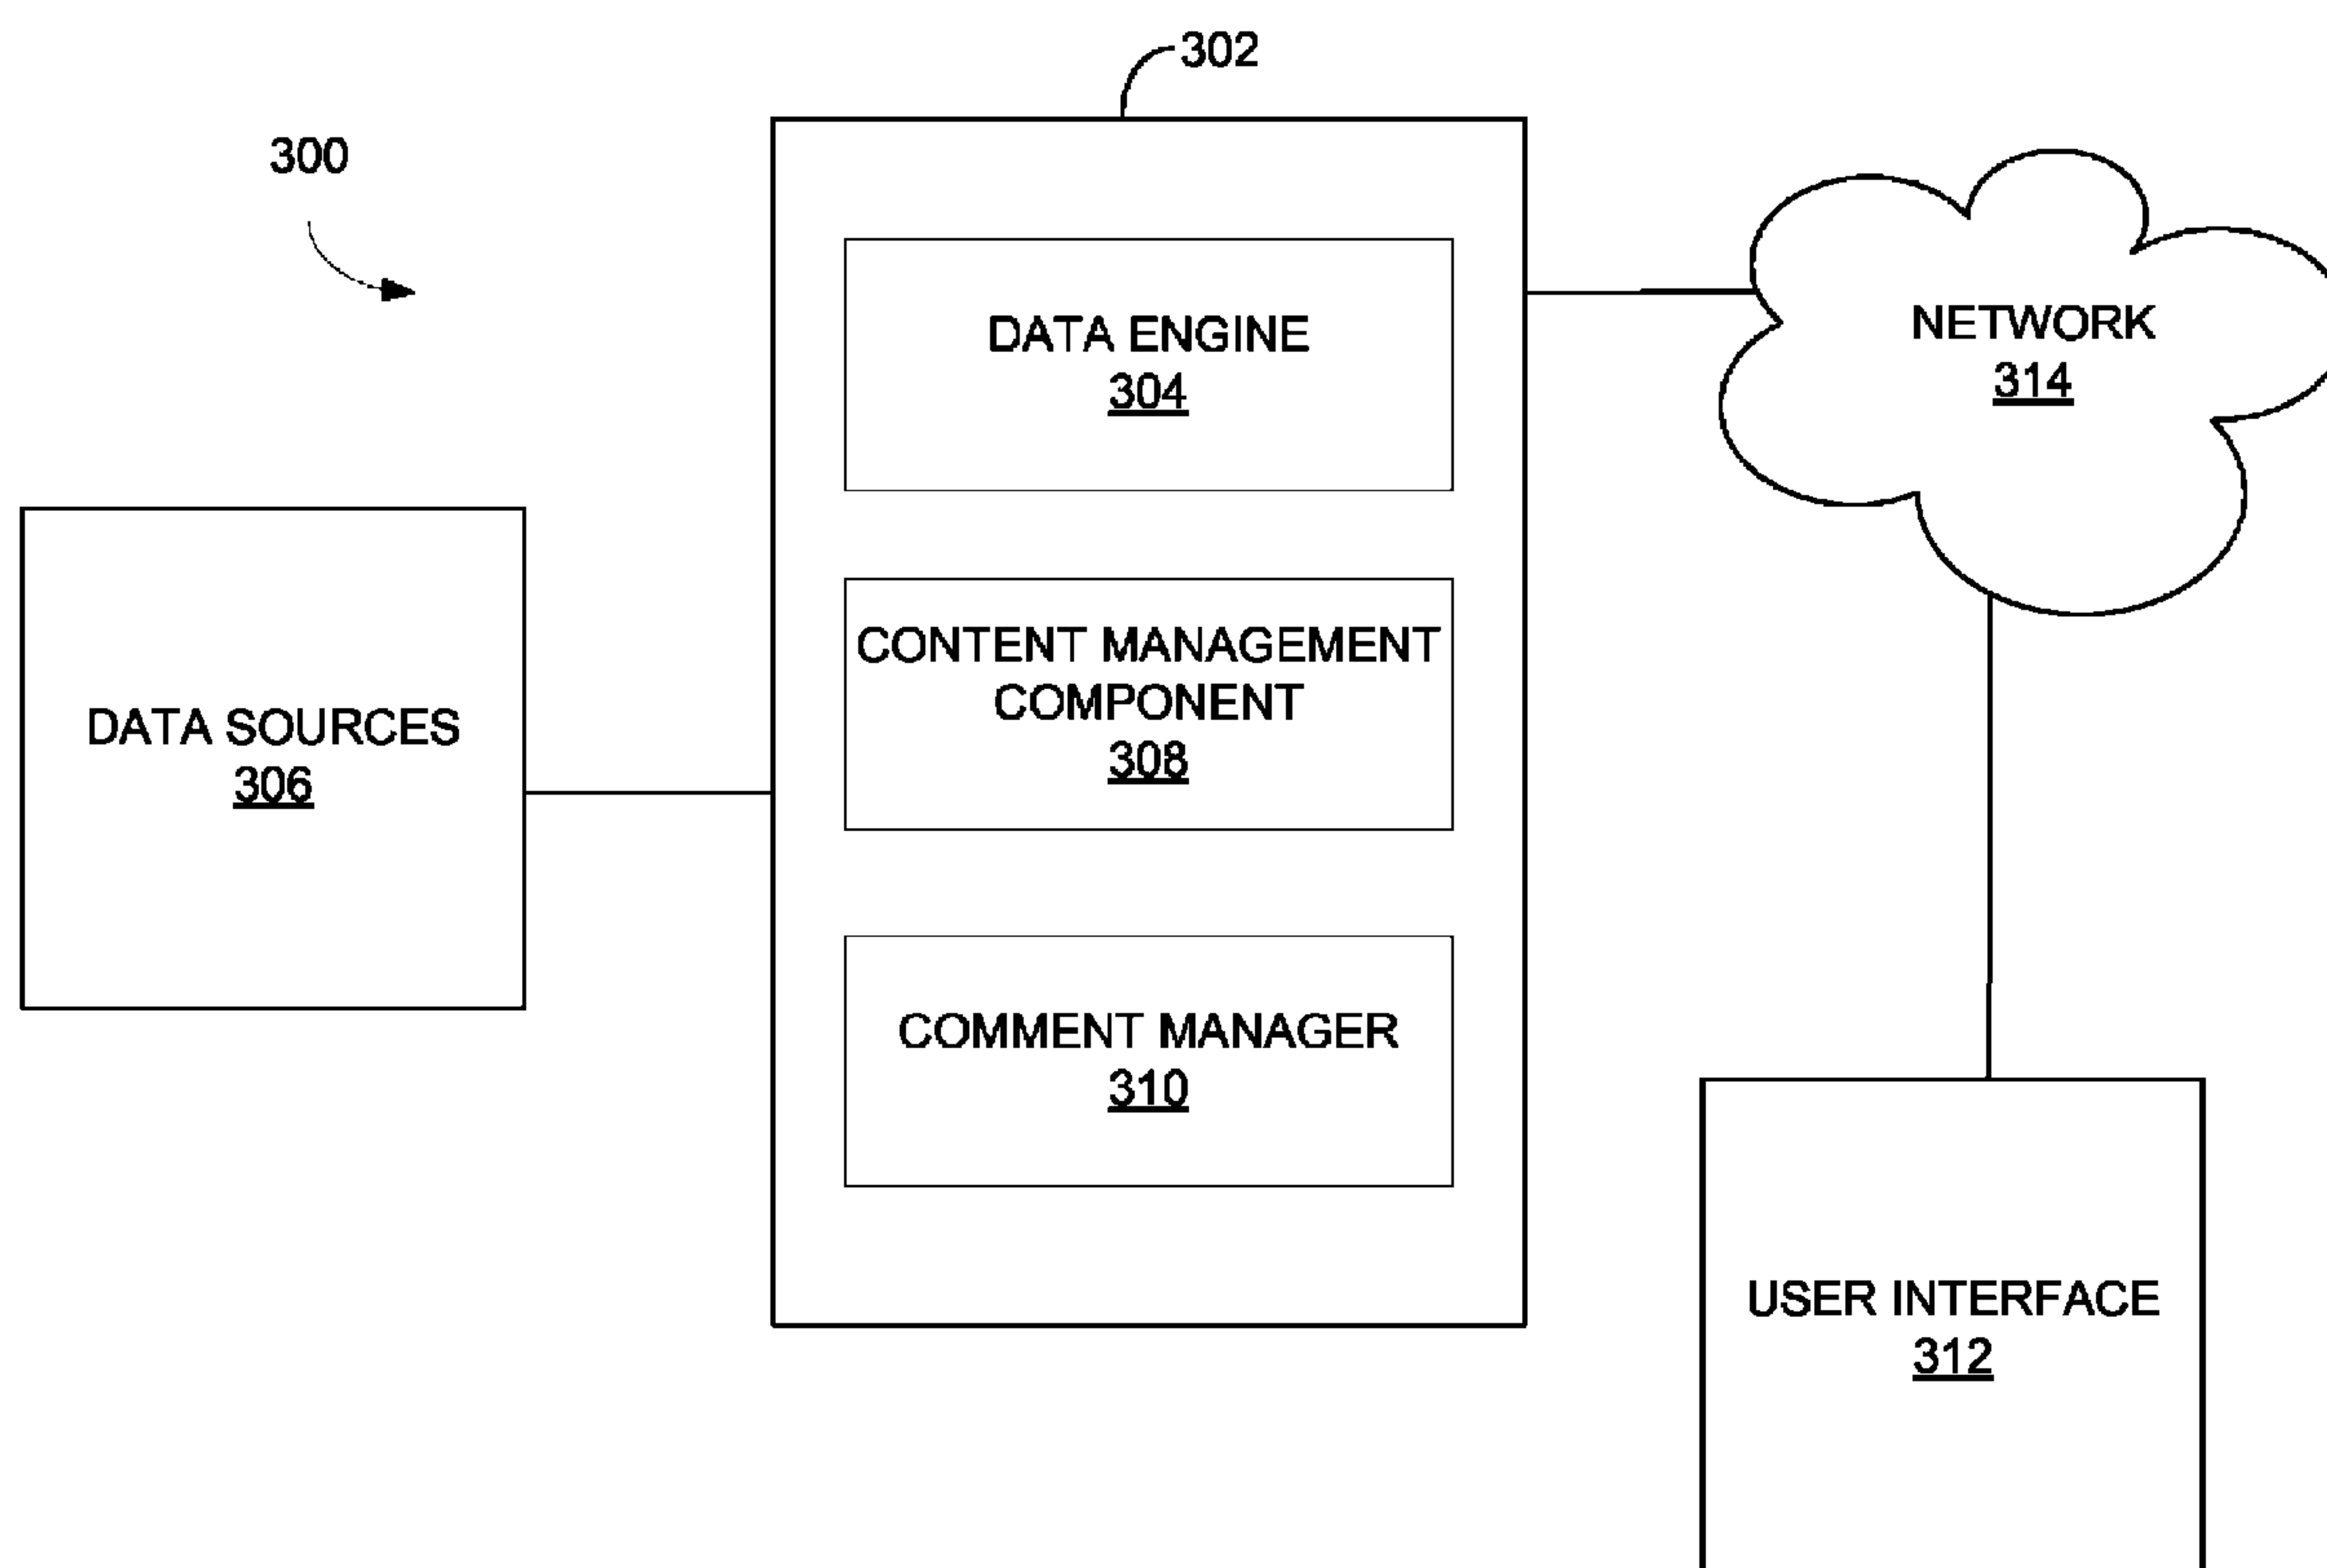 302
300
DATA ENGINE
304
NETWORK
314
CONTENT MANAGEMENT
COMPONENT
308
DATA SOURCES
306
COMMENT MANAGER
310
USER INTERFACE
312